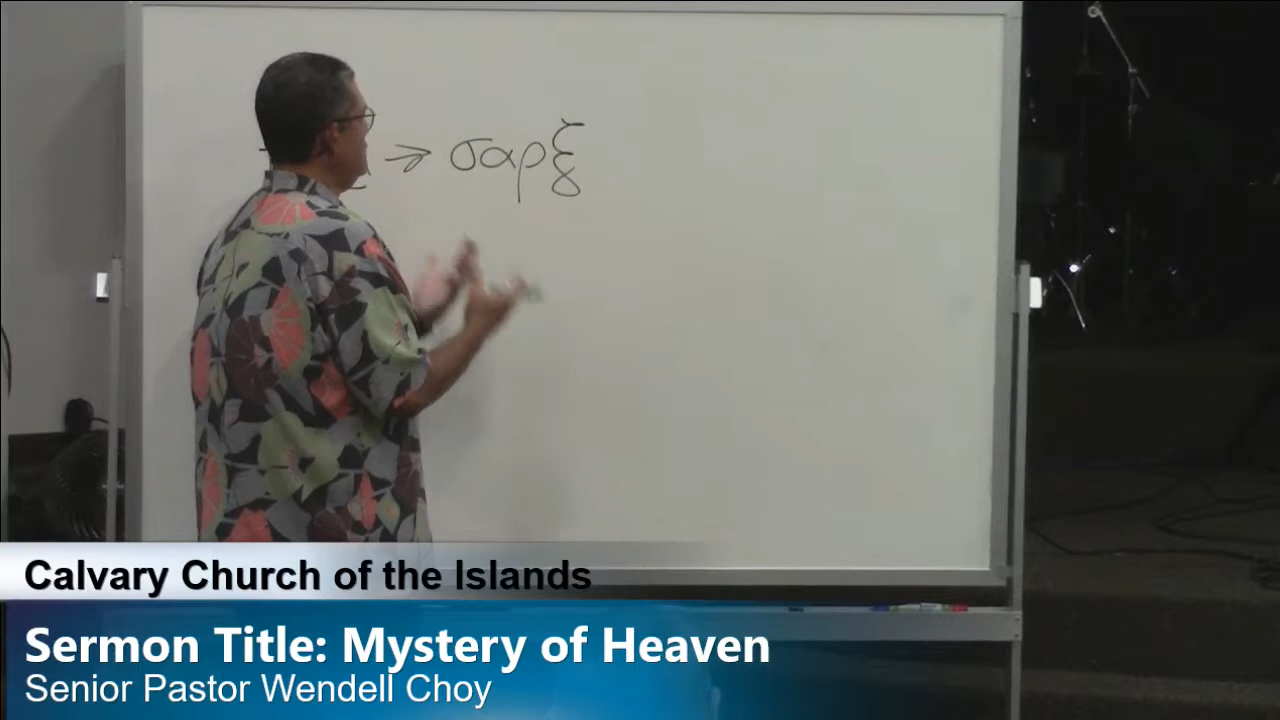 → σαρξ
Calvary Church of the Islands
Sermon Title: Mystery of Heaven
Senior Pastor Wendell Choy